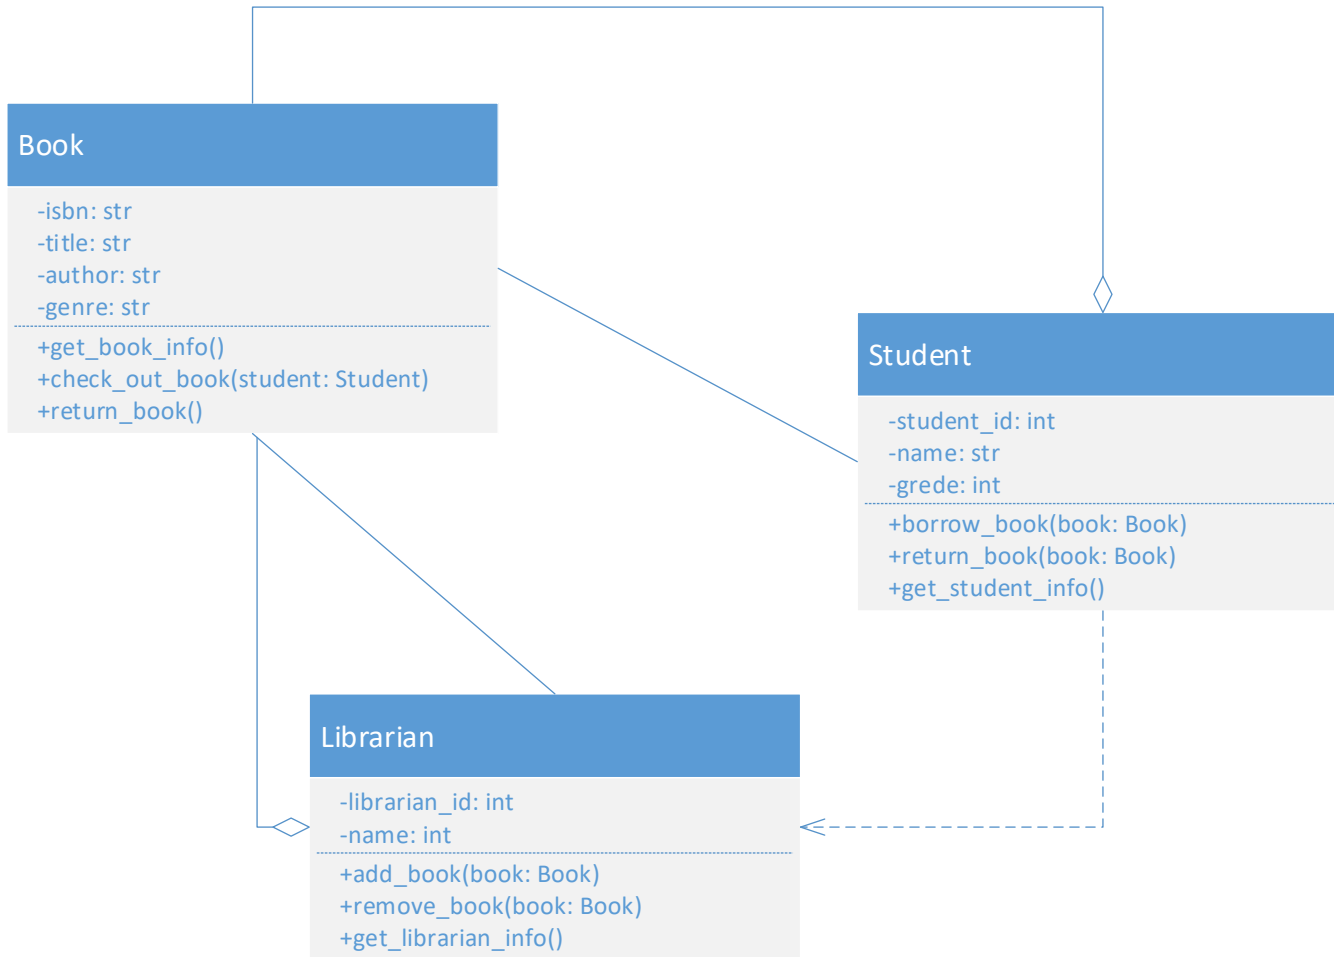 Book
-isbn: str
-title: str
-author: str
-genre: str
+get_book_info()
+check_out_book(student: Student)
+return_book()
Student
-student_id: int
-name: str
-grede: int
+borrow_book(book: Book)
+return_book(book: Book)
+get_student_info()
Librarian
-librarian_id: int
-name: int
+add_book(book: Book)
+remove_book(book: Book)
+get_librarian_info()